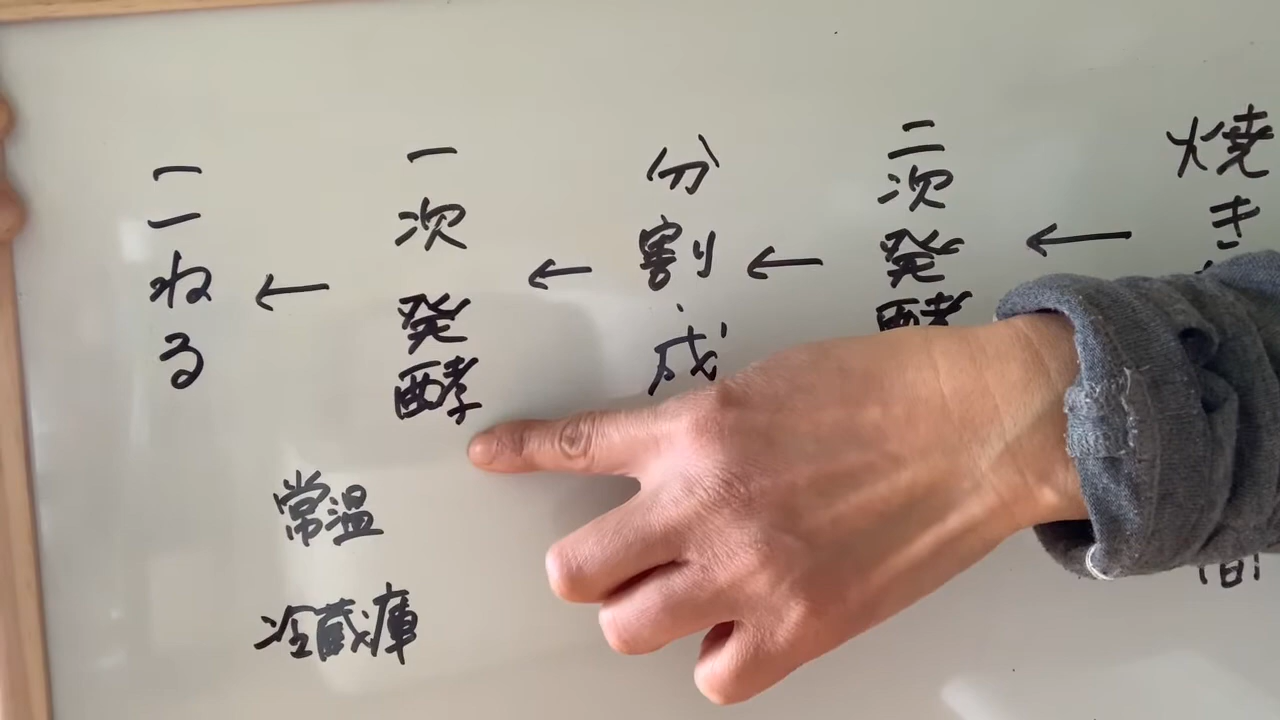 焼き
二次発酵
分割、成
一次発酵
こねる
常温
冷蔵庫